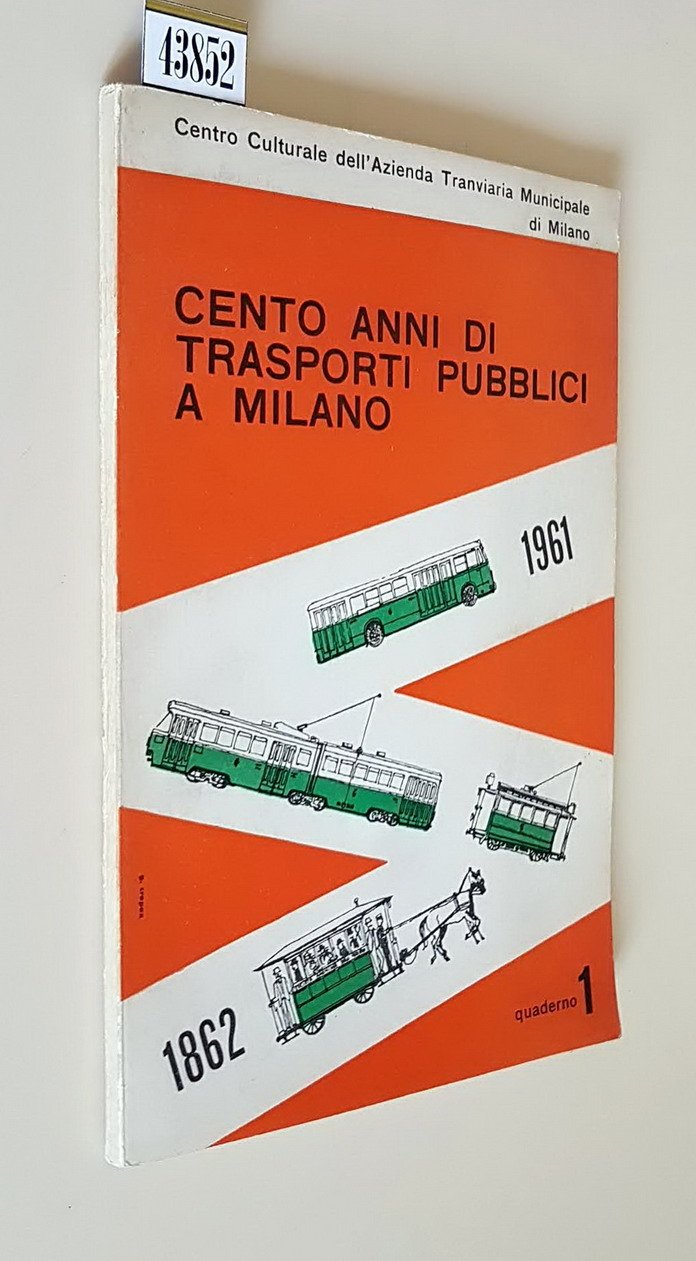 43852
Centro Culturale dell'Azienda Tranviaria Municipale
di Milano
CENTO ANNI DI
TRASPORTI PUBBLICI
A MILANO
1961
1862
quaderno 1